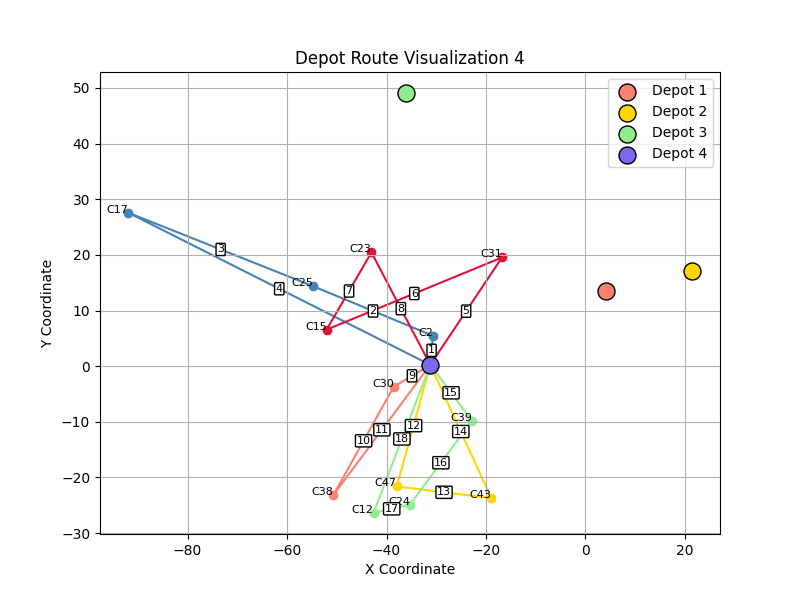 Depot Route Visualization 4
Depot 1
Depot 2
Depot 3
Depot 4
Y Coordinate
50
40
30
20
10
0
−10
−20
−30
C17
C23
C31
C25
C15
C2
C30
C39
C38
C47
C43
C24
C12
1
2
3
4
5
6
7
8
9
10
11
12
13
14
15
16
17
18
−80
−60
−40
−20
0
20
X Coordinate